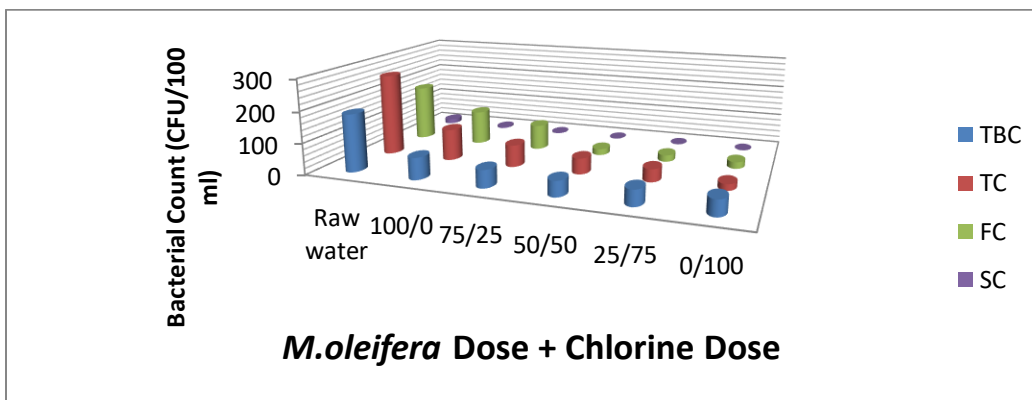 Bacterial Count (CFU/100
ml)
300
200
100
0
Raw
water
100/0
75/25
50/50
25/75
0/100
M.oleifera Dose + Chlorine Dose
TBC
TC
FC
SC